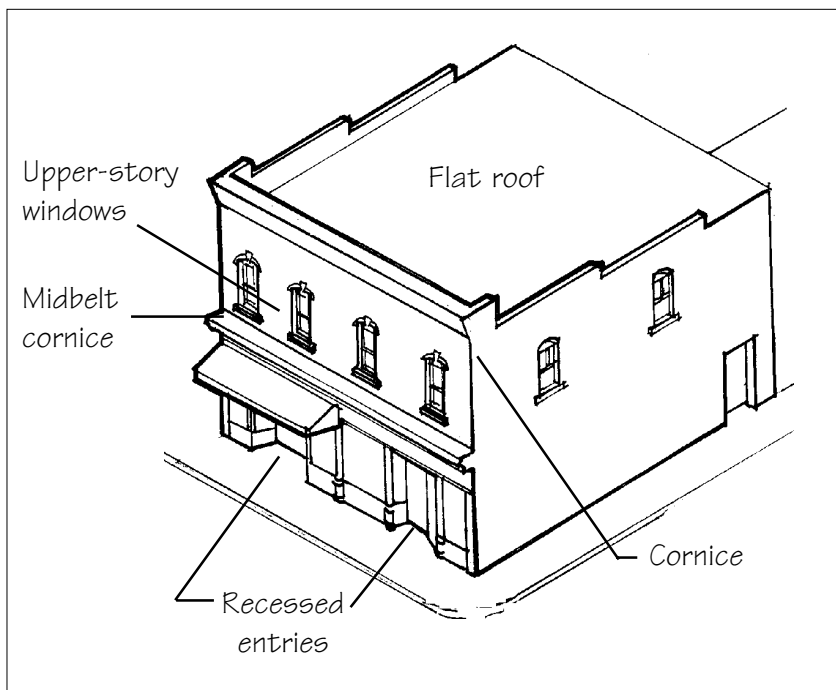 Upper-story
windows
Flat roof
Midbelt
cornice
Cornice
Recessed
entries